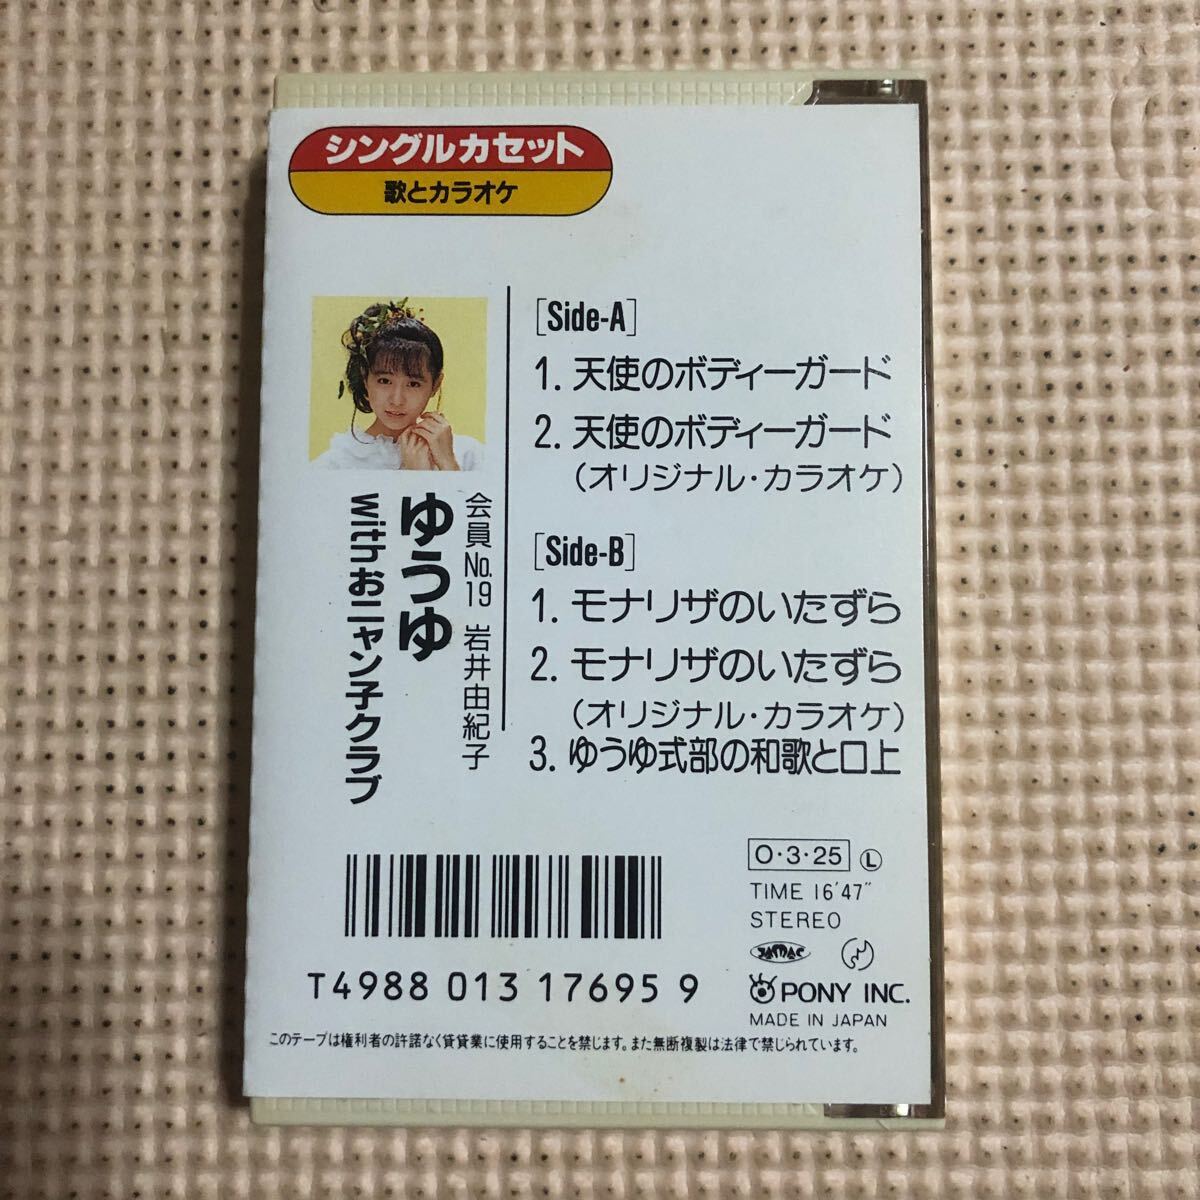 シングルカセット
歌とカラオケ
[Side-A]
1. 天使のボディーガード
2. 天使のボディーガード
(オリジナル・カラオケ)
[Side-B]
1. モナリザのいたずら
2. モナリザのいたずら
(オリジナル・カラオケ)
3. ゆうゆ式部の和歌と口上
会員No.19 岩井由紀子
ゆうゆ
withおニャン子クラブ
O・3・25 Ⓛ
TIME 16'47"
STEREO
JASRAC
PONY INC.
MADE IN JAPAN
T4988 013 17695 9
このテープは権利者の許諾なく賃貸業に使用することを禁じます。また無断複製は法律で禁じられています。